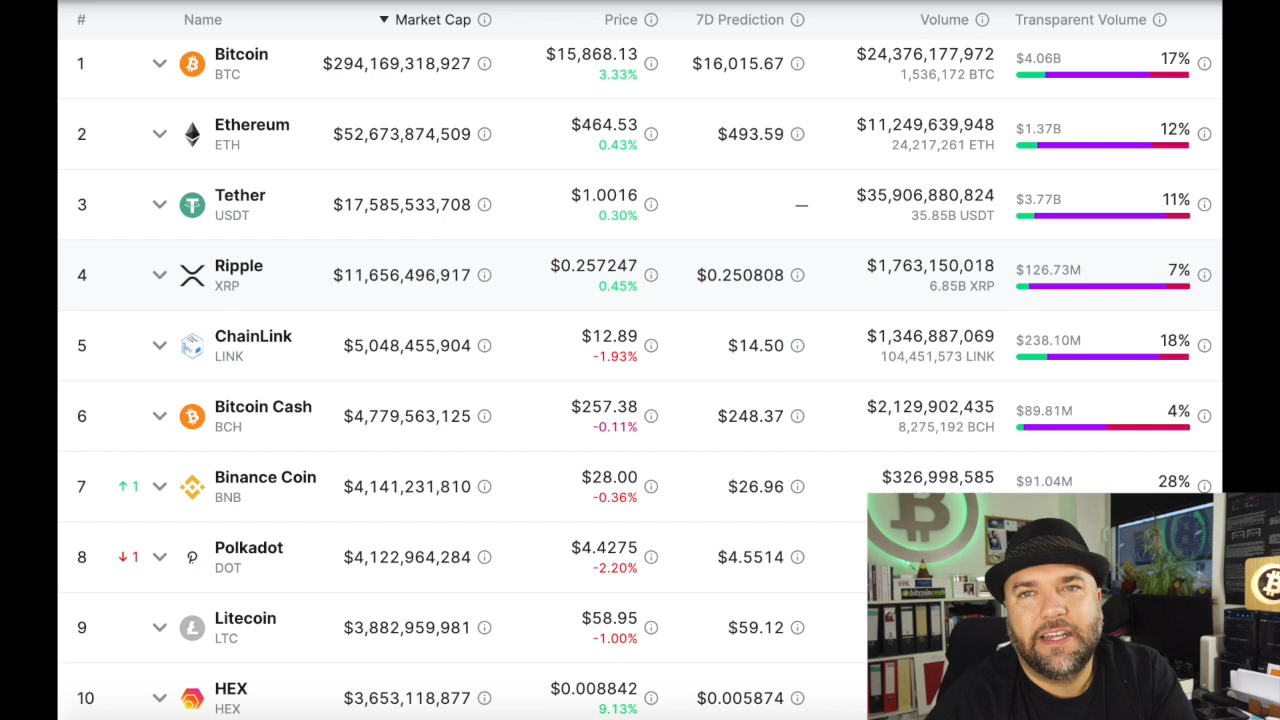 # Name ▼ Market Cap Price 7D Prediction Volume Transparent Volume
1 Bitcoin $294,169,318,927 $15,868.13 $16,015.67 $24,376,177,972 $4.06B 17%
BTC 3.33% 1,536,172 BTC
2 Ethereum $52,673,874,509 $464.53 $493.59 $11,249,639,948 $1.37B 12%
ETH 0.43% 24,217,261 ETH
3 Tether $17,585,533,708 $1.0016 — $35,906,880,824 $3.77B 11%
USDT 0.30% 35.85B USDT
4 Ripple $11,656,496,917 $0.257247 $0.250808 $1,763,150,018 $126.73M 7%
XRP 0.45% 6.85B XRP
5 ChainLink $5,048,455,904 $12.89 $14.50 $1,346,887,069 $238.10M 18%
LINK -1.93% 104,451,573 LINK
6 Bitcoin Cash $4,779,563,125 $257.38 $248.37 $2,129,902,435 $89.81M 4%
BCH -0.11% 8,275,192 BCH
7 ↑1 Binance Coin $4,141,231,810 $28.00 $26.96 $326,998,585 $91.04M 28%
BNB -0.36%
8 ↓1 Polkadot $4,122,964,284 $4.4275 $4.5514
DOT -2.20%
9 Litecoin $3,882,959,981 $58.95 $59.12
LTC -1.00%
10 HEX $3,653,118,877 $0.008842 $0.005874
HEX 9.13%
bitcoincash